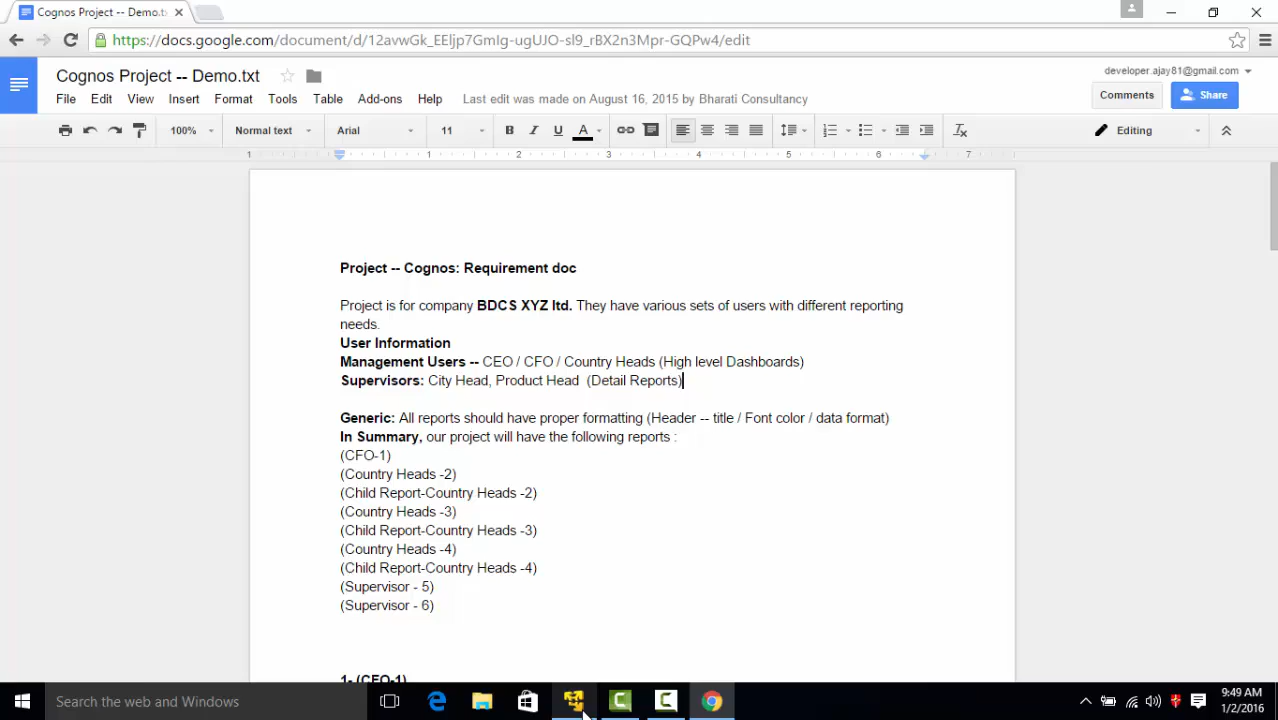 Cognos Project -- Demo.t
https://docs.google.com/document/d/12avwGk_EEljp7GmIg-ugUJO-sl9_rBX2n3Mpr-GQPw4/edit
Cognos Project -- Demo.txt
developer.ajay81@gmail.com
File Edit View Insert Format Tools Table Add-ons Help Last edit was made on August 16, 2015 by Bharati Consultancy
Comments Share
100% Normal text Arial 11 B I U A Editing
1 1 2 3 4 5 6 7
Project -- Cognos: Requirement doc
Project is for company BDCS XYZ ltd. They have various sets of users with different reporting
needs.
User Information
Management Users -- CEO / CFO / Country Heads (High level Dashboards)
Supervisors: City Head, Product Head (Detail Reports)
Generic: All reports should have proper formatting (Header -- title / Font color / data format)
In Summary, our project will have the following reports :
(CFO-1)
(Country Heads -2)
(Child Report-Country Heads -2)
(Country Heads -3)
(Child Report-Country Heads -3)
(Country Heads -4)
(Child Report-Country Heads -4)
(Supervisor - 5)
(Supervisor - 6)
1- (CFO-1)
Search the web and Windows
9:49 AM
1/2/2016